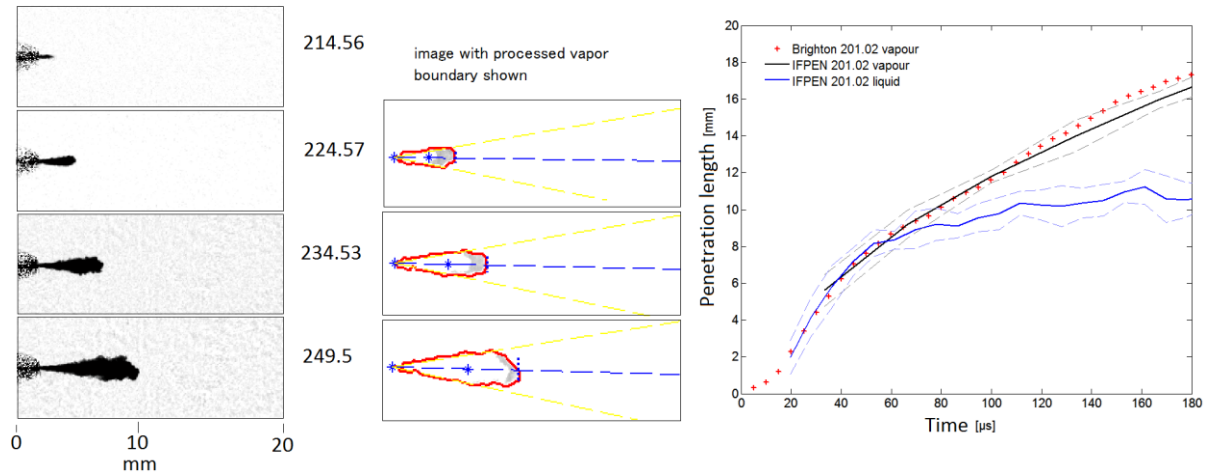 214.56
224.57
234.53
249.5
0 10 20
mm
image with processed vapor
boundary shown
Brighton 201.02 vapour
IFPEN 201.02 vapour
IFPEN 201.02 liquid
Penetration length [mm]
20
18
16
14
12
10
8
6
4
2
0
0 20 40 60 80 100 120 140 160 180
Time [µs]